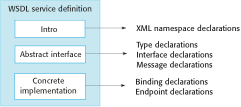 WSDL service definition
Intro
XML namespace declarations
Abstract interface
Type declarations
Interface declarations
Message declarations
Concrete
implementation
Binding declarations
Endpoint declarations